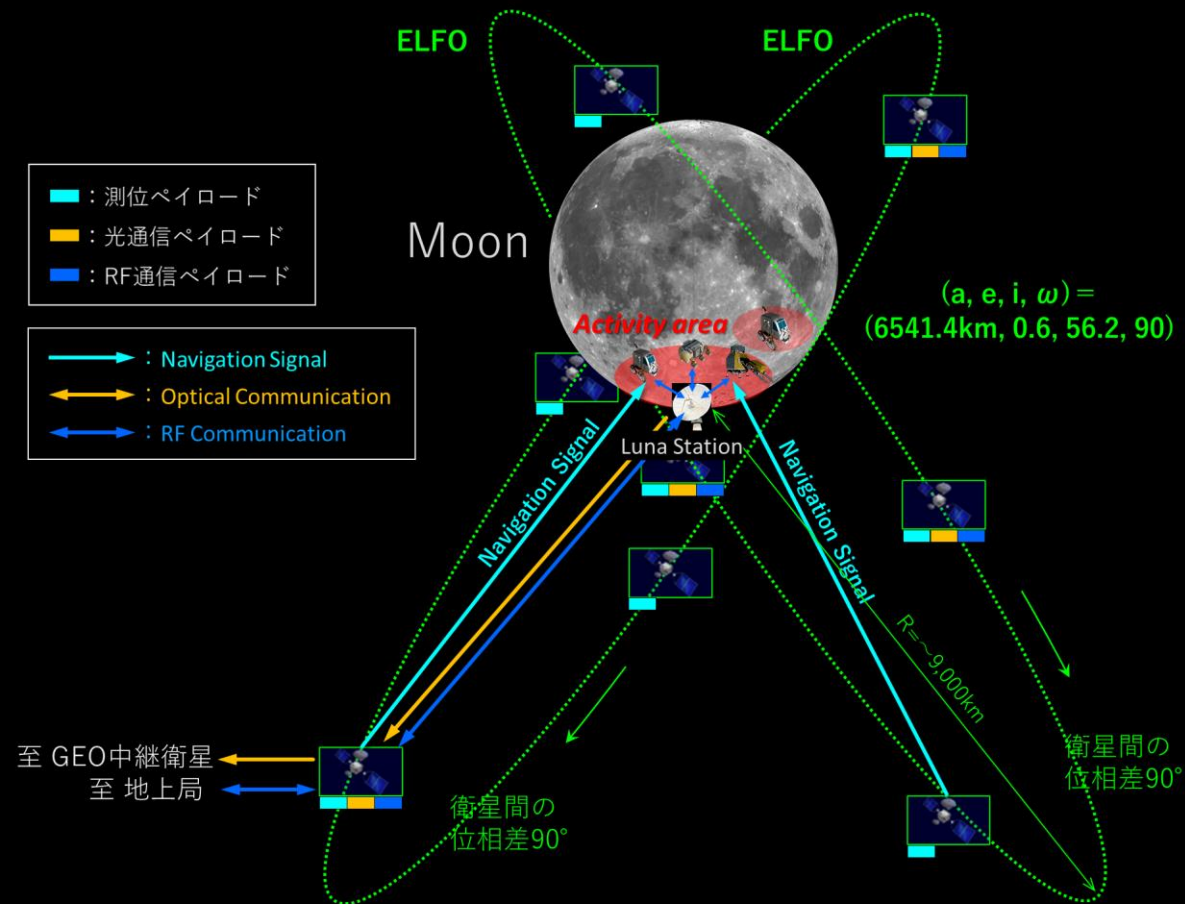 ELFO
ELFO
：測位ペイロード
：光通信ペイロード
：RF通信ペイロード
Moon
(a, e, i, ω) =
(6541.4km, 0.6, 56.2, 90)
Activity area
：Navigation Signal
：Optical Communication
：RF Communication
Luna Station
Navigation Signal
Navigation Signal
R=～9,000km
至 GEO中継衛星
至 地上局
衛星間の
位相差90°
衛星間の
位相差90°